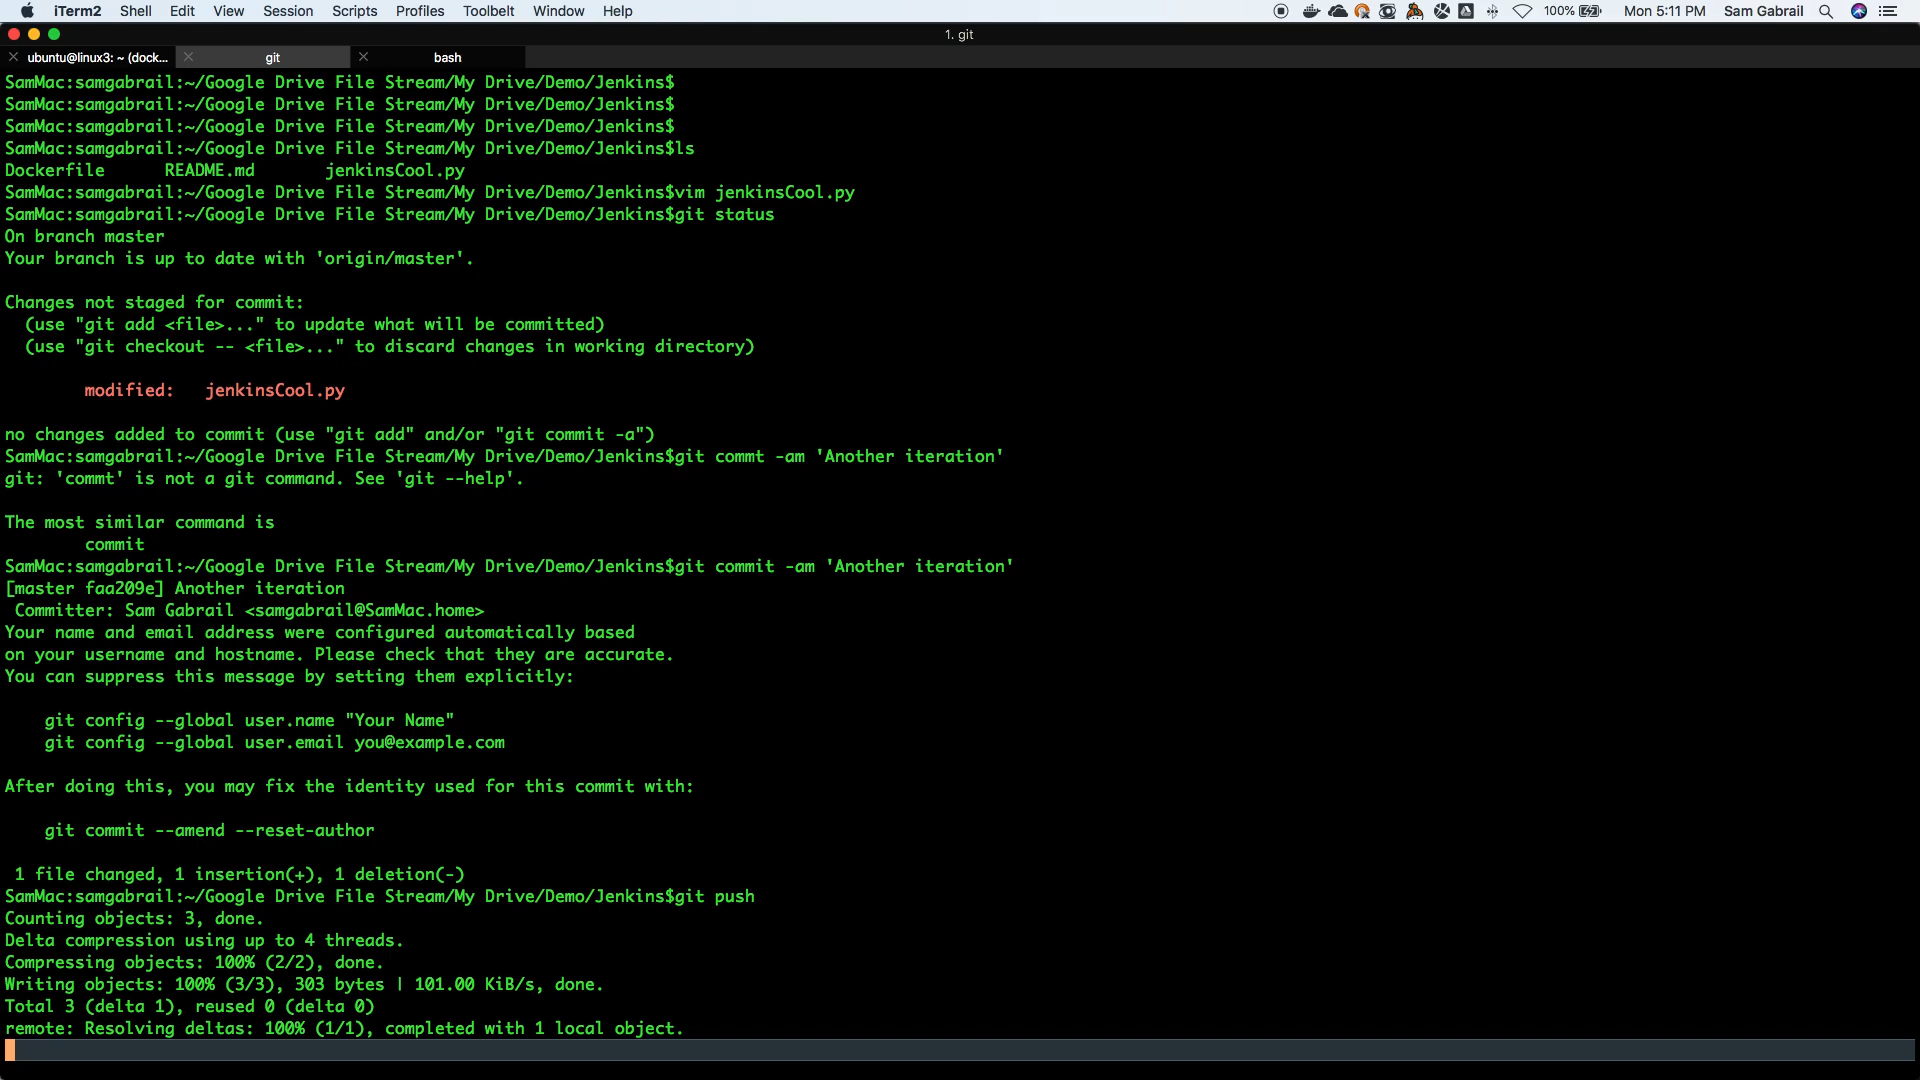 iTerm2 Shell Edit View Session Scripts Profiles Toolbelt Window Help 100% Mon 5:11 PM Sam Gabrail
1. git
ubuntu@linux3: ~ (dock... git bash
SamMac:samgabrail:~/Google Drive File Stream/My Drive/Demo/Jenkins$
SamMac:samgabrail:~/Google Drive File Stream/My Drive/Demo/Jenkins$
SamMac:samgabrail:~/Google Drive File Stream/My Drive/Demo/Jenkins$
SamMac:samgabrail:~/Google Drive File Stream/My Drive/Demo/Jenkins$ls
Dockerfile README.md jenkinsCool.py
SamMac:samgabrail:~/Google Drive File Stream/My Drive/Demo/Jenkins$vim jenkinsCool.py
SamMac:samgabrail:~/Google Drive File Stream/My Drive/Demo/Jenkins$git status
On branch master
Your branch is up to date with 'origin/master'.
Changes not staged for commit:
(use "git add <file>..." to update what will be committed)
(use "git checkout -- <file>..." to discard changes in working directory)
modified: jenkinsCool.py
no changes added to commit (use "git add" and/or "git commit -a")
SamMac:samgabrail:~/Google Drive File Stream/My Drive/Demo/Jenkins$git commt -am 'Another iteration'
git: 'commt' is not a git command. See 'git --help'.
The most similar command is
commit
SamMac:samgabrail:~/Google Drive File Stream/My Drive/Demo/Jenkins$git commit -am 'Another iteration'
[master faa209e] Another iteration
Committer: Sam Gabrail <samgabrail@SamMac.home>
Your name and email address were configured automatically based
on your username and hostname. Please check that they are accurate.
You can suppress this message by setting them explicitly:
git config --global user.name "Your Name"
git config --global user.email you@example.com
After doing this, you may fix the identity used for this commit with:
git commit --amend --reset-author
1 file changed, 1 insertion(+), 1 deletion(-)
SamMac:samgabrail:~/Google Drive File Stream/My Drive/Demo/Jenkins$git push
Counting objects: 3, done.
Delta compression using up to 4 threads.
Compressing objects: 100% (2/2), done.
Writing objects: 100% (3/3), 303 bytes | 101.00 KiB/s, done.
Total 3 (delta 1), reused 0 (delta 0)
remote: Resolving deltas: 100% (1/1), completed with 1 local object.